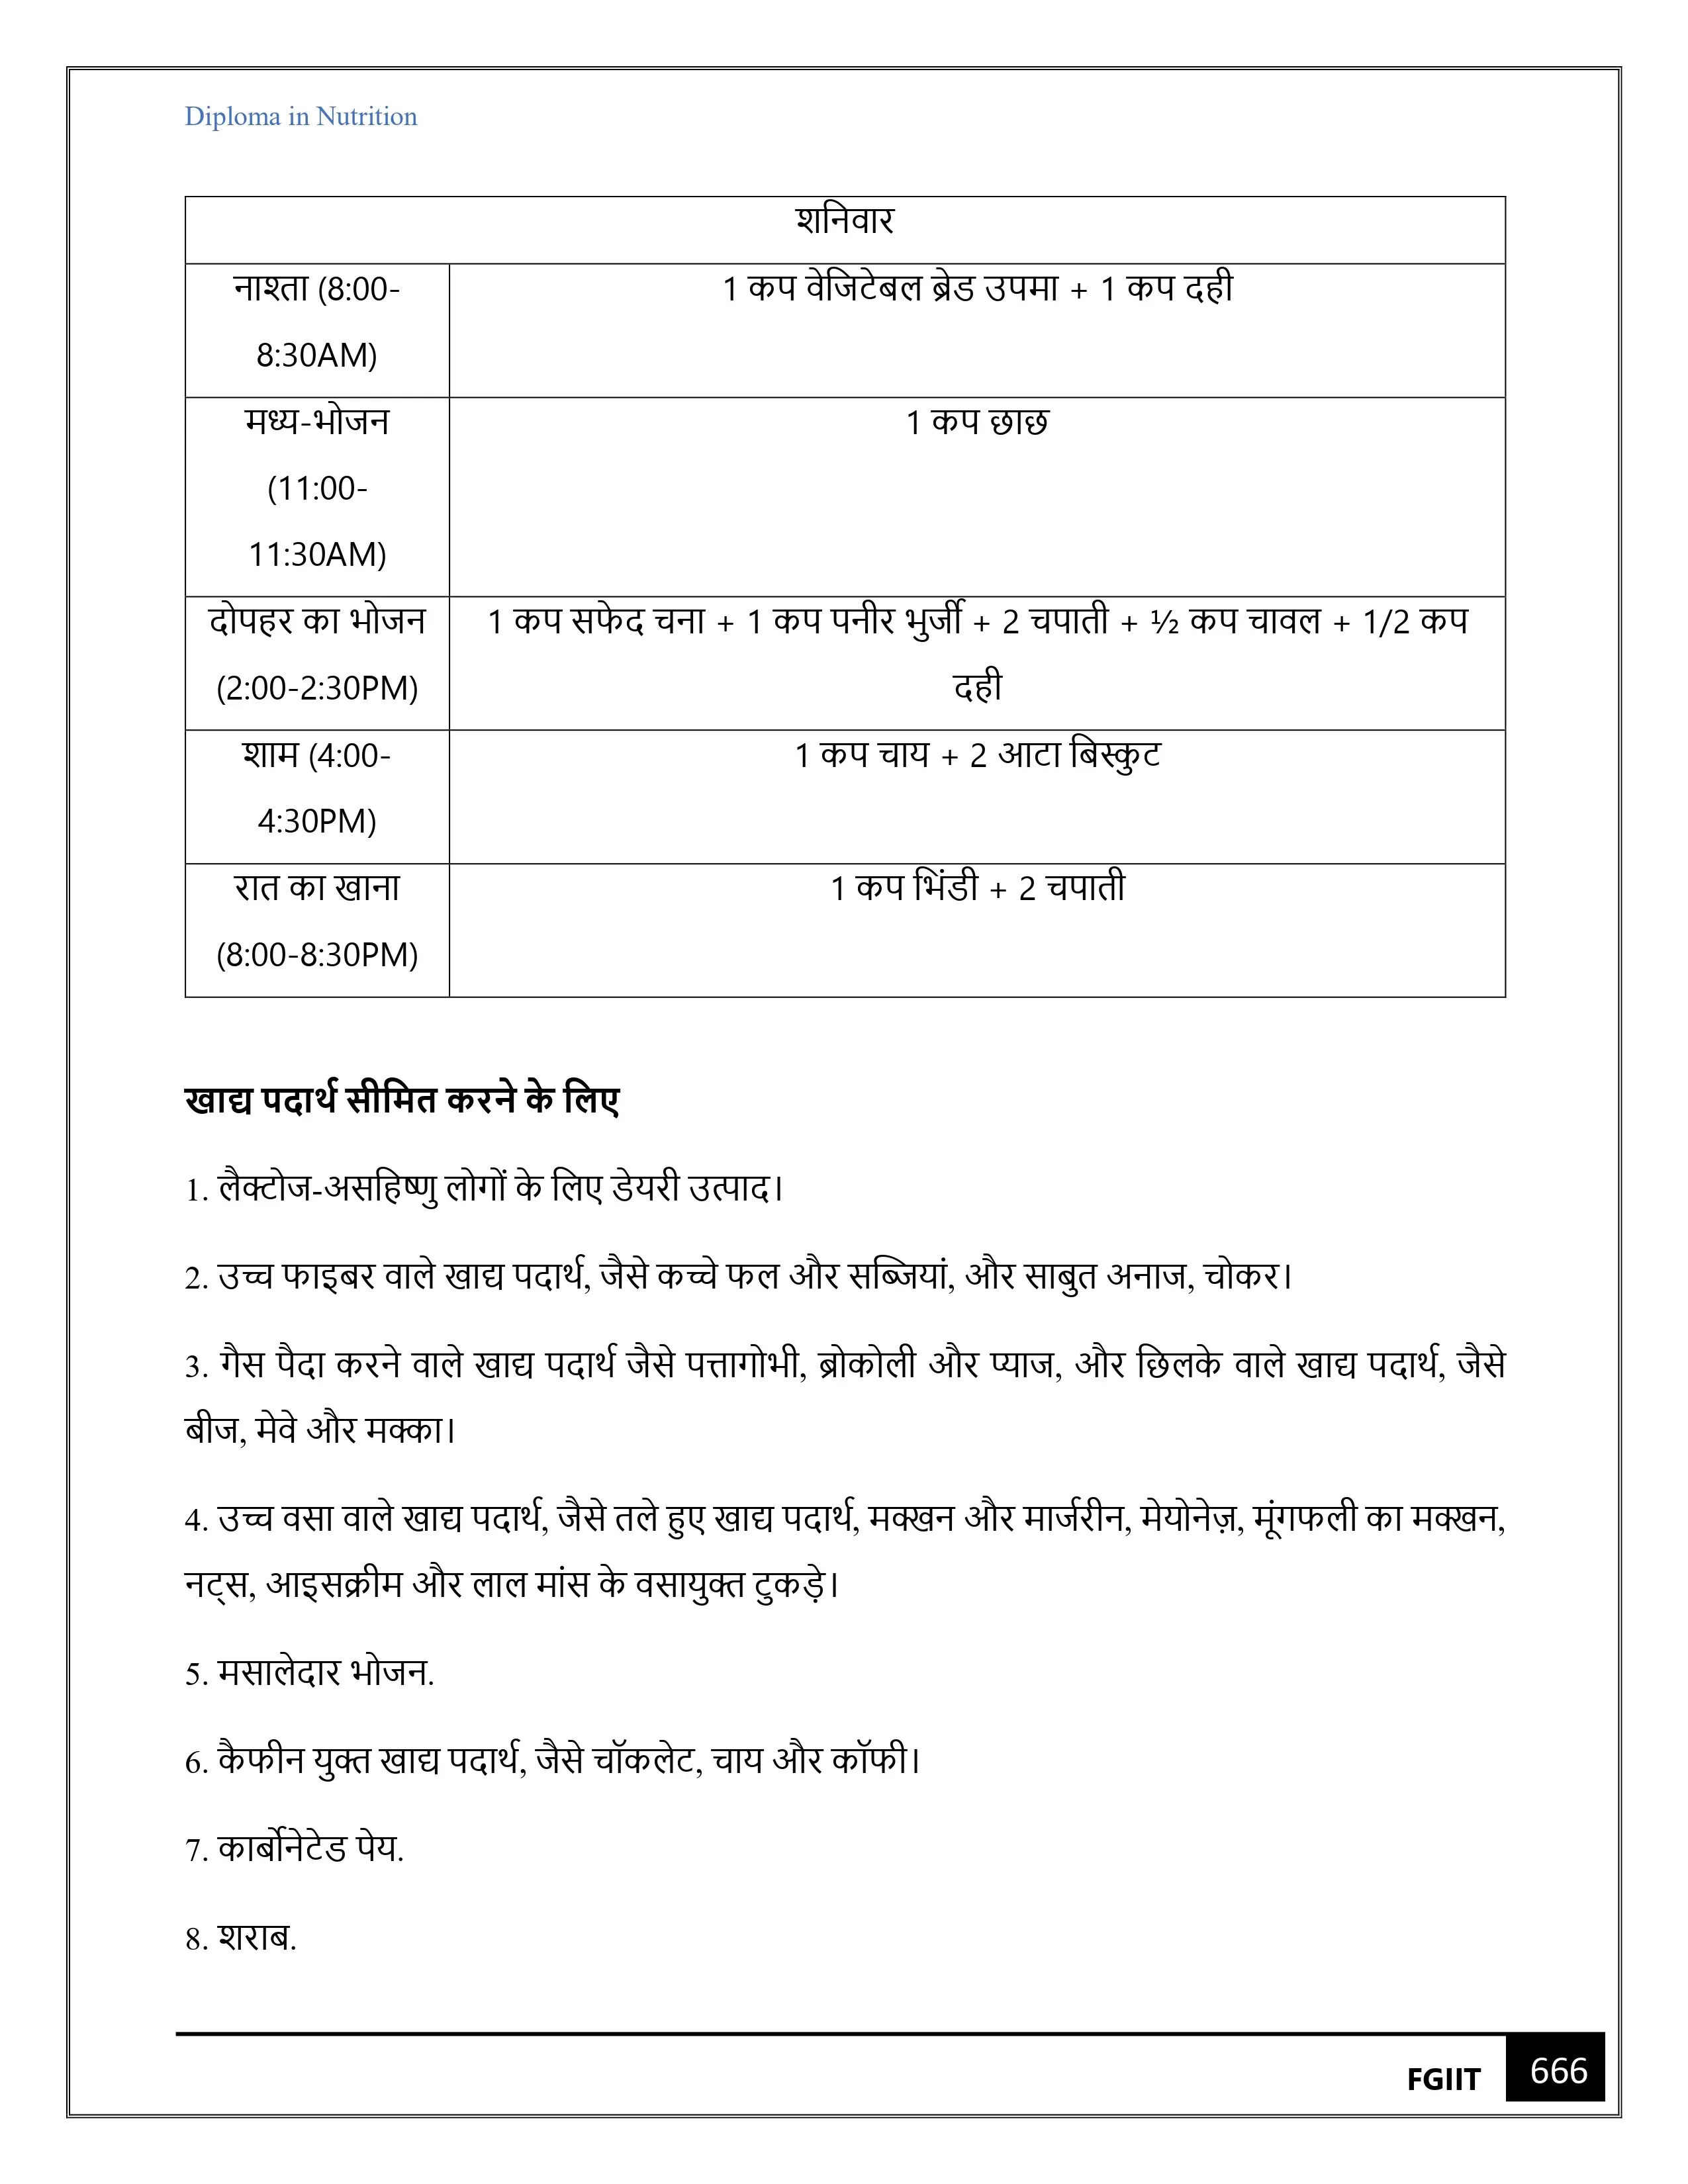 Diploma in Nutrition
शनिवार
नाश्ता (8:00-
8:30AM)
1 कप वेजिटेबल ब्रेड उपमा + 1 कप दही
मध्य-भोजन
(11:00-
11:30AM)
1 कप छाछ
दोपहर का भोजन
(2:00-2:30PM)
1 कप सफेद चना + 1 कप पनीर भुर्जी + 2 चपाती + ½ कप चावल + 1/2 कप
दही
शाम (4:00-
4:30PM)
1 कप चाय + 2 आटा बिस्कुट
रात का खाना
(8:00-8:30PM)
1 कप भिंडी + 2 चपाती
खाद्य पदार्थ सीमित करने के लिए
1. लैक्टोज-असहिष्णु लोगों के लिए डेयरी उत्पाद।
2. उच्च फाइबर वाले खाद्य पदार्थ, जैसे कच्चे फल और सब्जियां, और साबुत अनाज, चोकर।
3. गैस पैदा करने वाले खाद्य पदार्थ जैसे पत्तागोभी, ब्रोकोली और प्याज, और छिलके वाले खाद्य पदार्थ, जैसे
बीज, मेवे और मक्का।
4. उच्च वसा वाले खाद्य पदार्थ, जैसे तले हुए खाद्य पदार्थ, मक्खन और मार्जरीन, मेयोनेज़, मूंगफली का मक्खन,
नट्स, आइसक्रीम और लाल मांस के वसायुक्त टुकड़े।
5. मसालेदार भोजन.
6. कैफीन युक्त खाद्य पदार्थ, जैसे चॉकलेट, चाय और कॉफी।
7. कार्बोनेटेड पेय.
8. शराब.
FGIIT 666